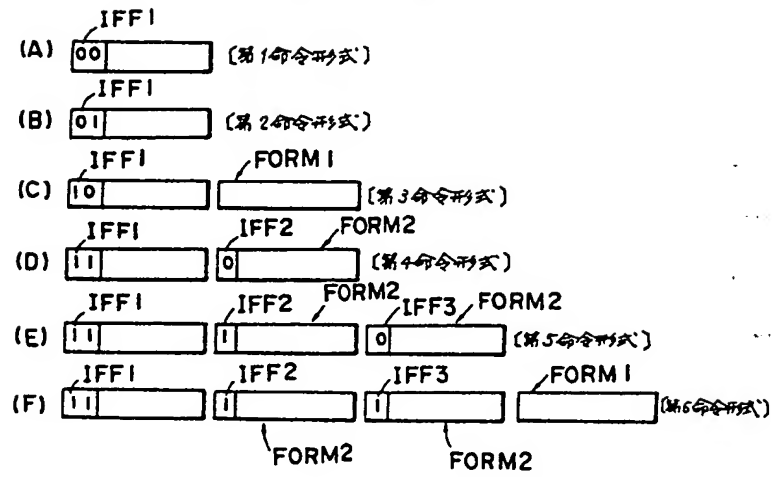 IFF1
(A) 00 [第1命令形式]
IFF1
(B) 01 [第2命令形式]
IFF1 FORM1
(C) 10 [第3命令形式]
IFF1 IFF2 FORM2
(D) 11 0 [第4命令形式]
IFF1 IFF2 FORM2 IFF3 FORM2
(E) 11 1 0 [第5命令形式]
IFF1 IFF2 IFF3 FORM1
(F) 11 1 1 [第6命令形式]
FORM2 FORM2